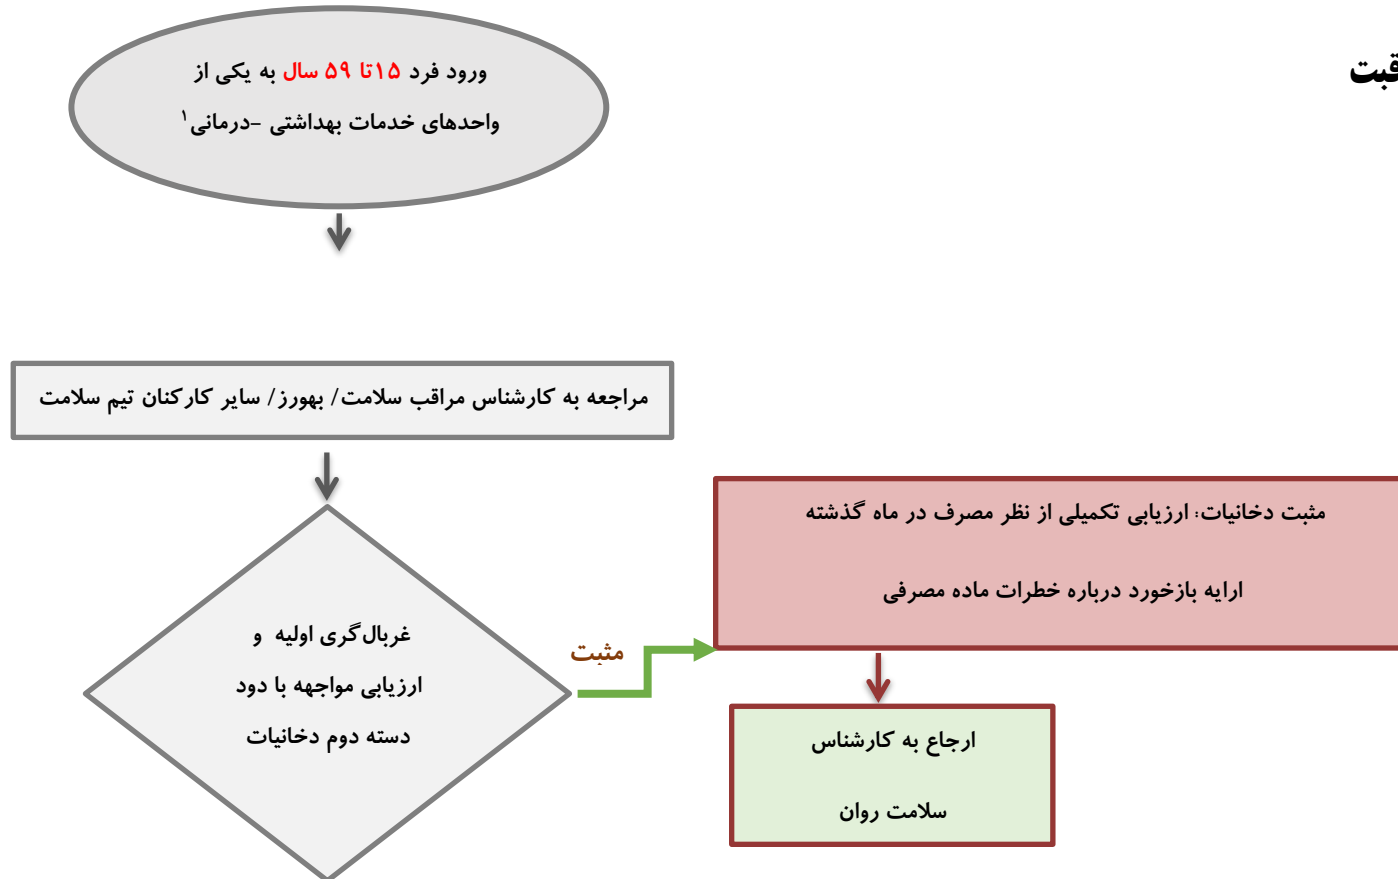 ورود فرد ۱۵تا ۵۹ سال به یکی از
واحدهای خدمات بهداشتی -درمانی۱
مراجعه به کارشناس مراقب سلامت/ بهورز/ سایر کارکنان تیم سلامت
مثبت دخانیات: ارزیابی تکمیلی از نظر مصرف در ماه گذشته
ارایه بازخورد درباره خطرات ماده مصرفی
غربال‌گری اولیه و
ارزیابی مواجهه با دود
دسته دوم دخانیات
مثبت
ارجاع به کارشناس
سلامت روان